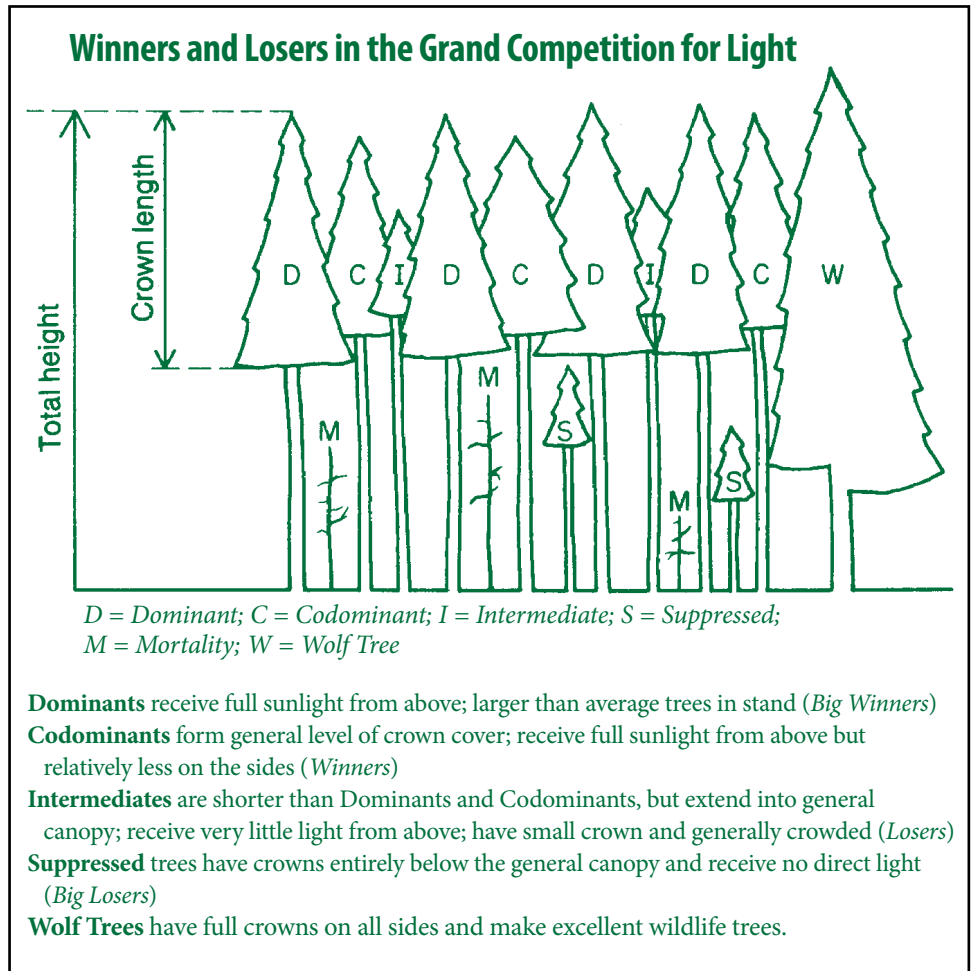 Winners and Losers in the Grand Competition for Light
Total height
Crown length
D
C
I
D
C
D
I
D
C
W
M
M
S
M
S
D = Dominant; C = Codominant; I = Intermediate; S = Suppressed;
M = Mortality; W = Wolf Tree
Dominants receive full sunlight from above; larger than average trees in stand (Big Winners)
Codominants form general level of crown cover; receive full sunlight from above but
relatively less on the sides (Winners)
Intermediates are shorter than Dominants and Codominants, but extend into general
canopy; receive very little light from above; have small crown and generally crowded (Losers)
Suppressed trees have crowns entirely below the general canopy and receive no direct light
(Big Losers)
Wolf Trees have full crowns on all sides and make excellent wildlife trees.